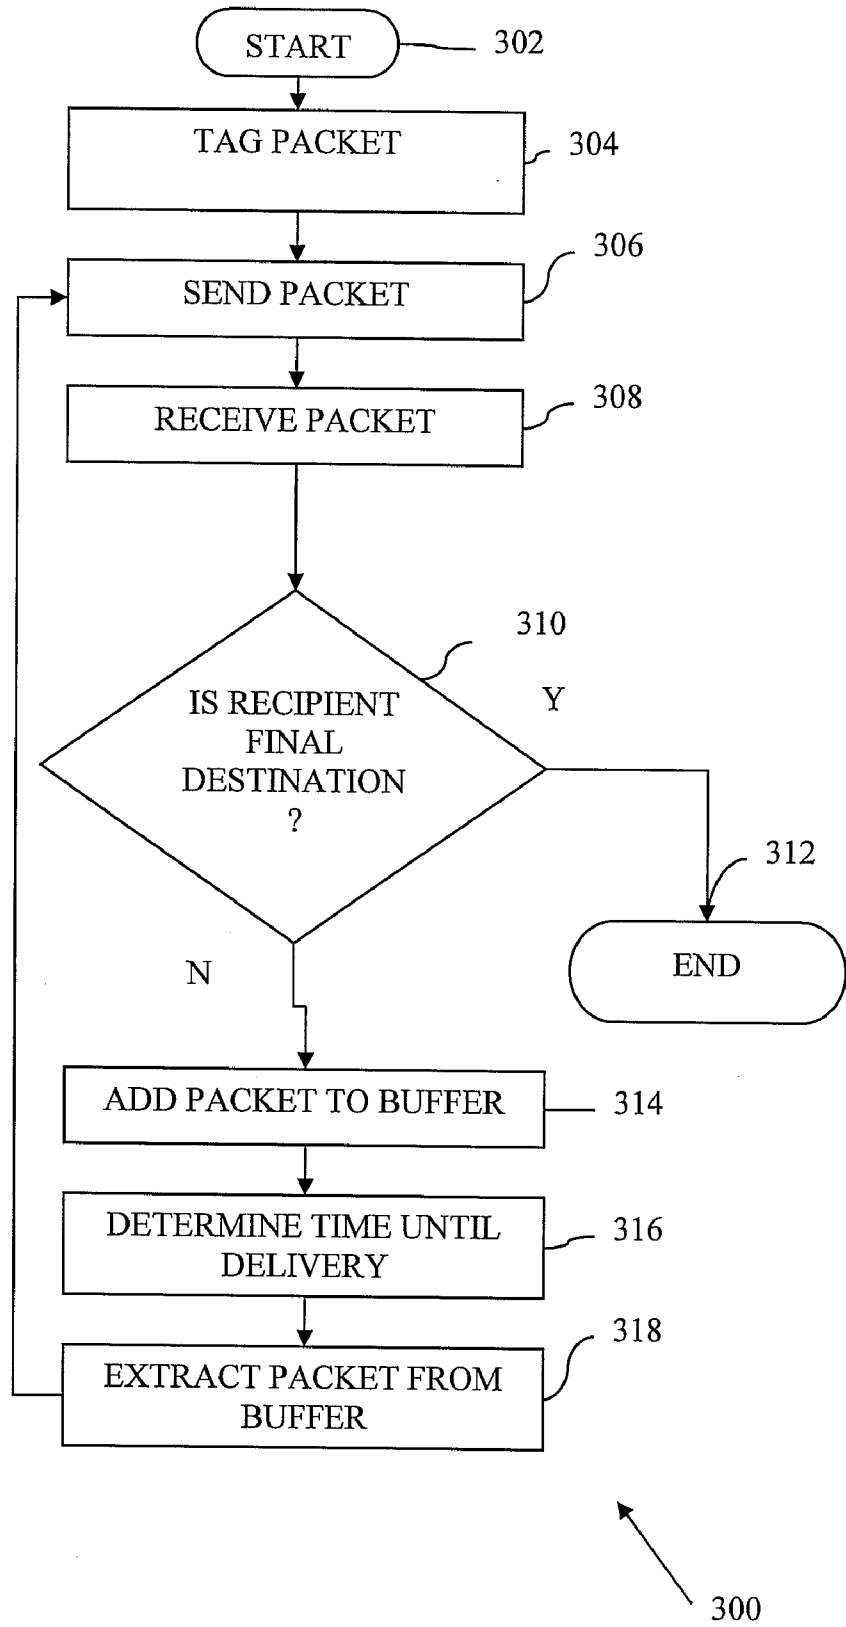 START
302
TAG PACKET
304
SEND PACKET
306
RECEIVE PACKET
308
310
IS RECIPIENT
FINAL
DESTINATION
?
Y
312
END
N
ADD PACKET TO BUFFER
314
DETERMINE TIME UNTIL
DELIVERY
316
318
EXTRACT PACKET FROM
BUFFER
300